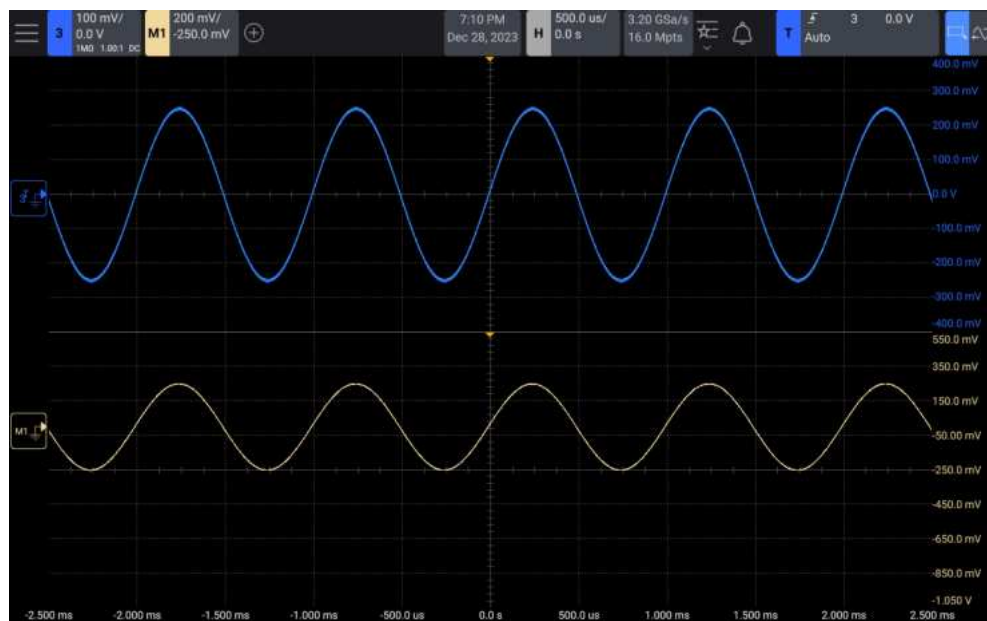 3 100 mV/ 0.0 V 1MΩ 1.00:1 DC
M1 200 mV/ -250.0 mV
7:10 PM Dec 28, 2023
H 500.0 us/ 0.0 s
3.20 GSa/s 16.0 Mpts
T 3 0.0 V Auto
400.0 mV
300.0 mV
200.0 mV
100.0 mV
0.0 V
-100.0 mV
-200.0 mV
-300.0 mV
-400.0 mV
550.0 mV
350.0 mV
150.0 mV
M1
-50.00 mV
-250.0 mV
-450.0 mV
-650.0 mV
-850.0 mV
-1.050 V
-2.500 ms -2.000 ms -1.500 ms -1.000 ms -500.0 us 0.0 s 500.0 us 1.000 ms 1.500 ms 2.000 ms 2.500 ms